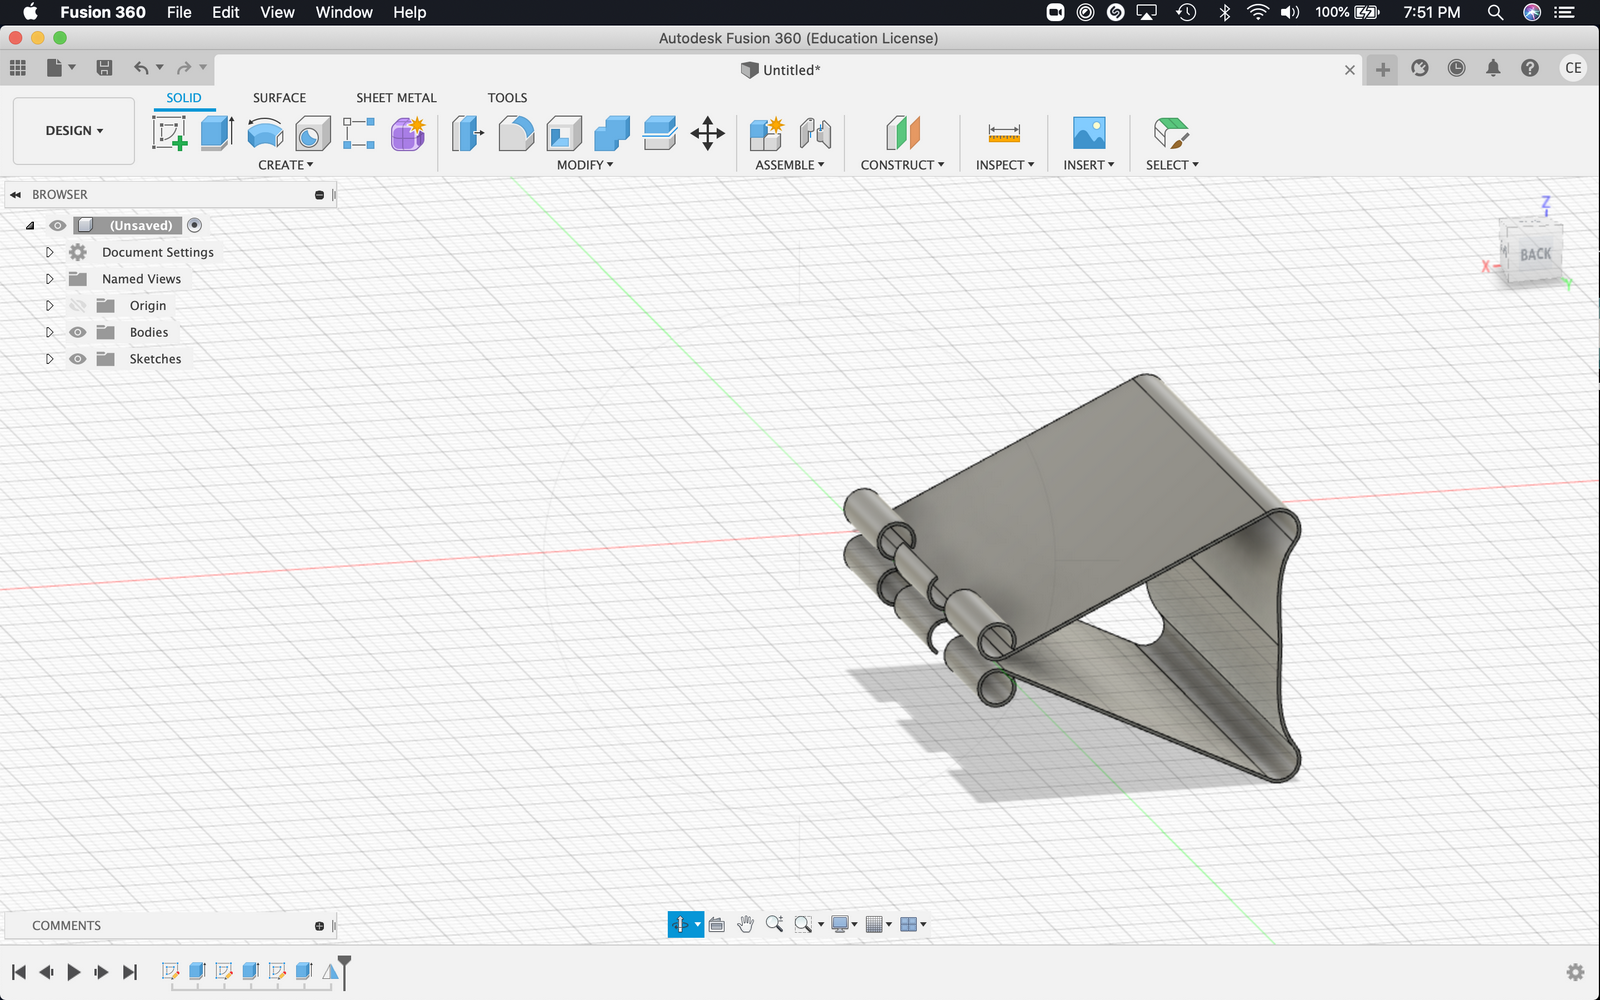 Fusion 360 File Edit View Window Help 100% 7:51 PM
Autodesk Fusion 360 (Education License)
Untitled* CE
SOLID SURFACE SHEET METAL TOOLS
DESIGN
CREATE MODIFY ASSEMBLE CONSTRUCT INSPECT INSERT SELECT
BROWSER
(Unsaved)
Document Settings
Named Views
Origin
Bodies
Sketches
Z
BACK
X
Y
COMMENTS